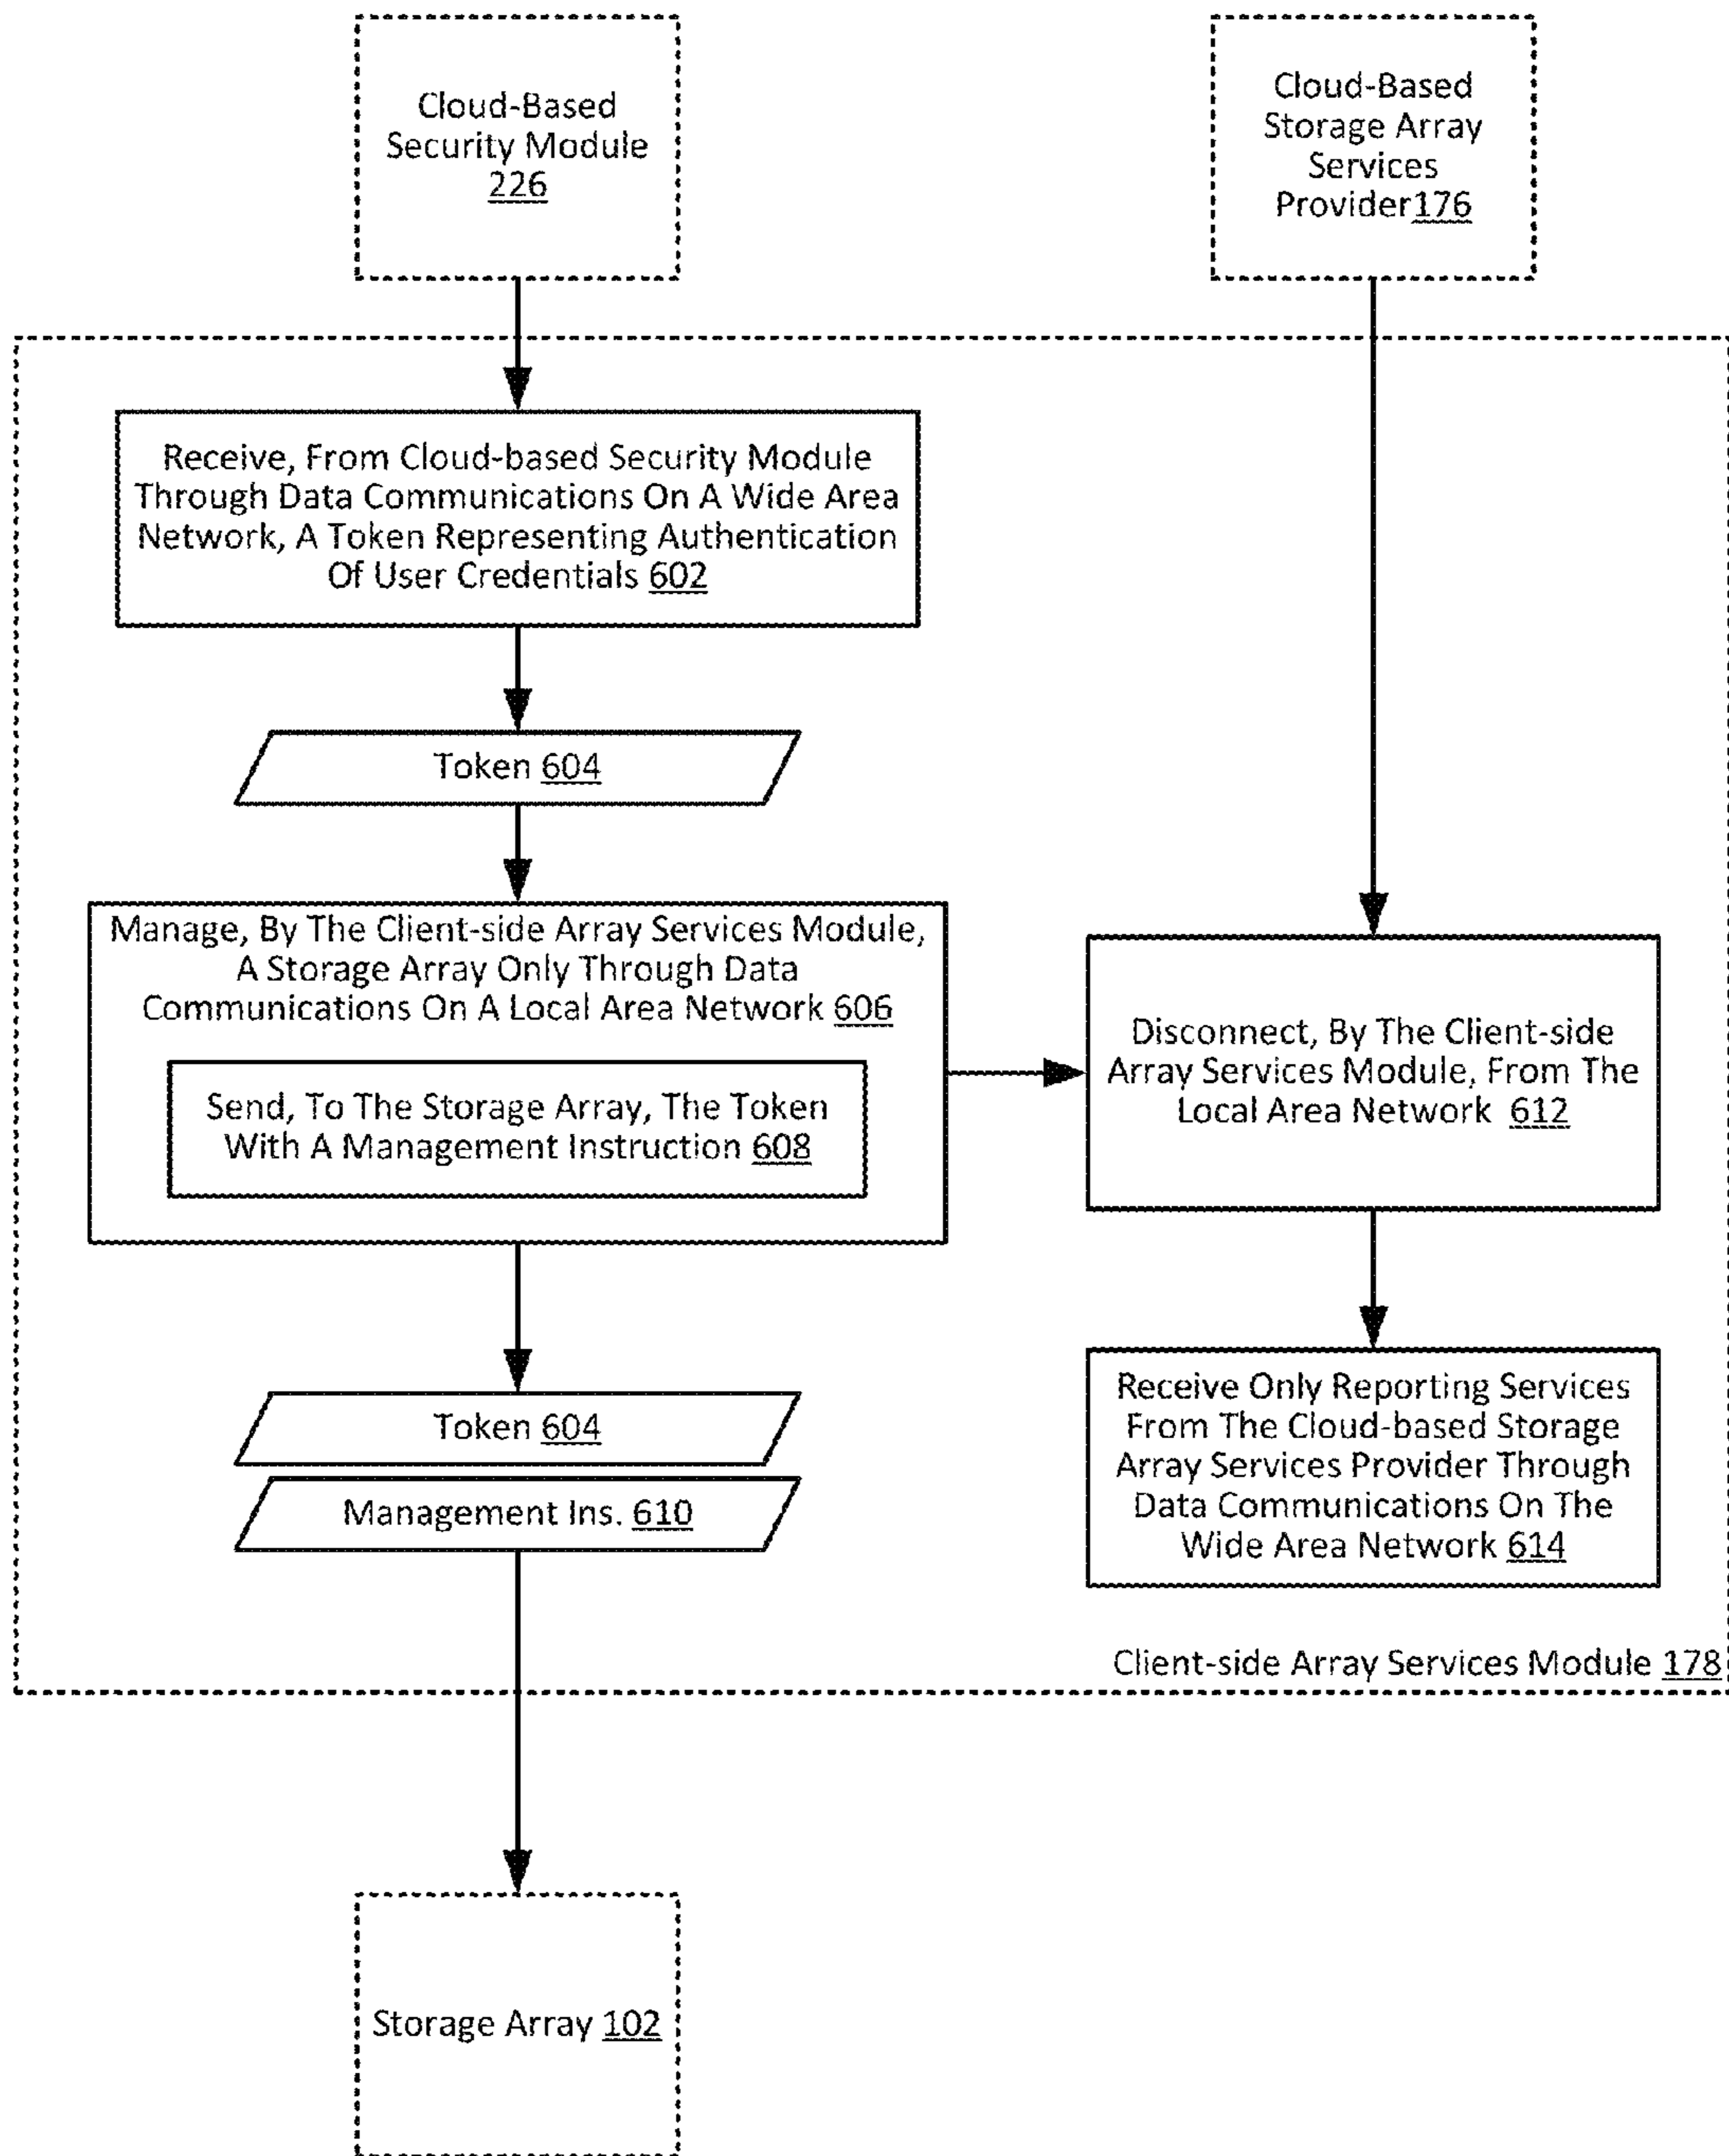 Cloud-Based
Security Module
226
Cloud-Based
Storage Array
Services
Provider176
Receive, From Cloud-based Security Module
Through Data Communications On A Wide Area
Network, A Token Representing Authentication
Of User Credentials 602
Token 604
Manage, By The Client-side Array Services Module,
A Storage Array Only Through Data
Communications On A Local Area Network 606
Send, To The Storage Array, The Token
With A Management Instruction 608
Disconnect, By The Client-side
Array Services Module, From The
Local Area Network 612
Token 604
Management Ins. 610
Receive Only Reporting Services
From The Cloud-based Storage
Array Services Provider Through
Data Communications On The
Wide Area Network 614
Client-side Array Services Module 178
Storage Array 102